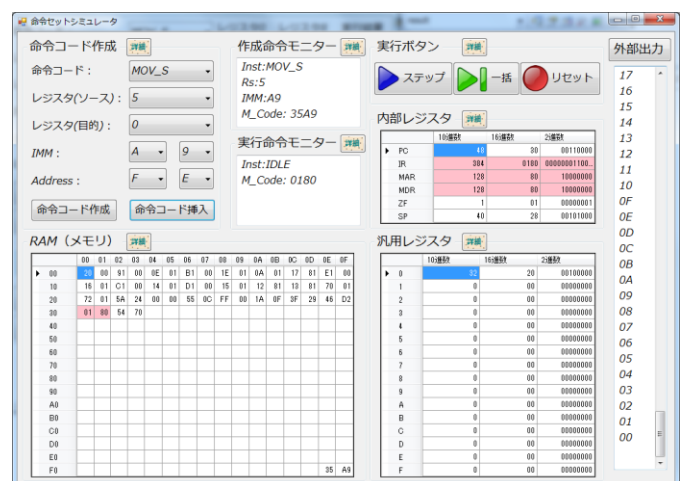 命令セットシミュレータ
命令コード作成 詳細
命令コード： MOV_S
レジスタ(ソース)： 5
レジスタ(目的)： 0
IMM： A 9
Address： F E
命令コード作成 命令コード挿入
作成命令モニター 詳細
Inst:MOV_S
Rs:5
IMM:A9
M_Code: 35A9
実行命令モニター 詳細
Inst:IDLE
M_Code: 0180
実行ボタン 詳細
ステップ 一括 リセット
内部レジスタ 詳細
10進数 16進数 2進数
PC 48 30 00110000
IR 384 0180 00000001100...
MAR 128 80 10000000
MDR 128 80 10000000
ZF 1 01 00000001
SP 40 28 00101000
外部出力
17
16
15
14
13
12
11
10
0F
0E
0D
0C
0B
0A
09
08
07
06
05
04
03
02
01
00
RAM（メモリ） 詳細
00 01 02 03 04 05 06 07 08 09 0A 0B 0C 0D 0E 0F
00 20 00 91 00 0E 01 B1 00 1E 01 0A 01 17 81 E1 00
10 16 01 C1 00 14 01 D1 00 15 01 12 81 13 81 70 01
20 72 01 5A 24 00 00 55 0C FF 00 1A 0F 3F 29 46 D2
30 01 80 54 70
40
50
60
70
80
90
A0
B0
C0
D0
E0
F0 35 A9
汎用レジスタ 詳細
10進数 16進数 2進数
0 32 20 00100000
1 0 00 00000000
2 0 00 00000000
3 0 00 00000000
4 0 00 00000000
5 0 00 00000000
6 0 00 00000000
7 0 00 00000000
8 0 00 00000000
9 0 00 00000000
A 0 00 00000000
B 0 00 00000000
C 0 00 00000000
D 0 00 00000000
E 0 00 00000000
F 0 00 00000000